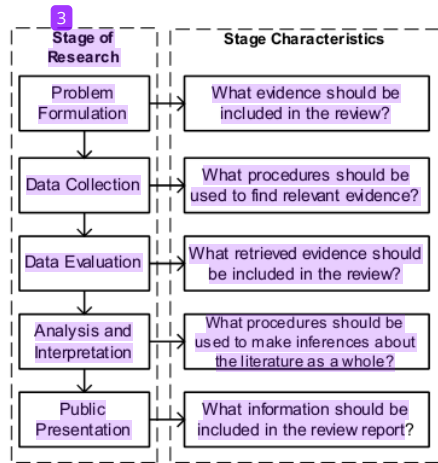 3
Stage of
Research
Stage Characteristics
Problem
Formulation
What evidence should be
included in the review?
Data Collection
What procedures should be
used to find relevant evidence?
Data Evaluation
What retrieved evidence should
be included in the review?
Analysis and
Interpretation
What procedures should be
used to make inferences about
the literature as a whole?
Public
Presentation
What information should be
included in the review report?